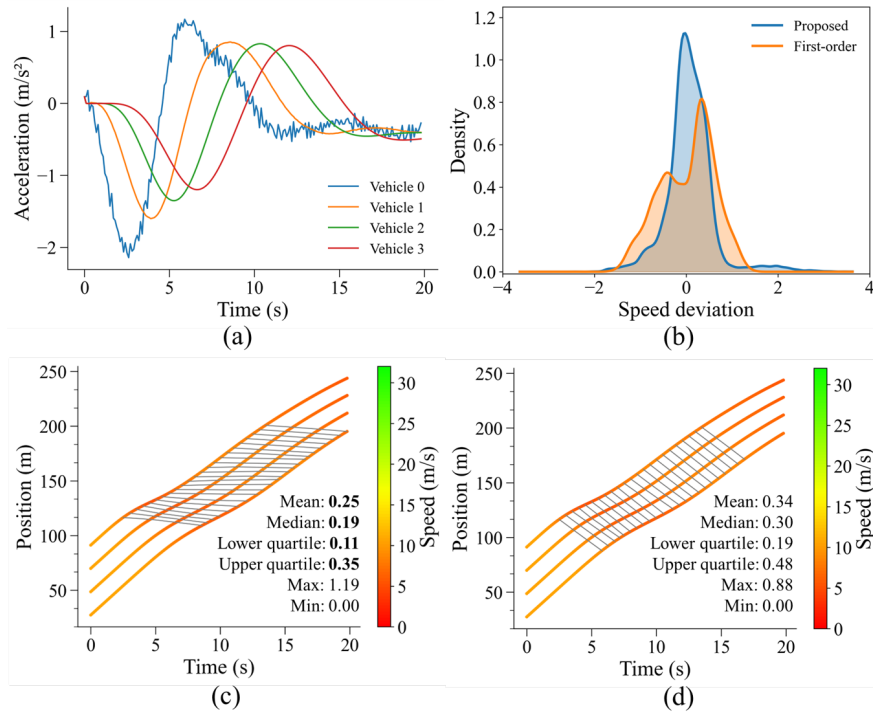 Acceleration (m/s²)
1
0
−1
−2
Vehicle 0
Vehicle 1
Vehicle 2
Vehicle 3
0
5
10
15
20
Time (s)
(a)
Density
1.2
1.0
0.8
0.6
0.4
0.2
0.0
Proposed
First-order
−4
−2
0
2
4
Speed deviation
(b)
Position (m)
250
200
150
100
50
Mean: 0.25
Median: 0.19
Lower quartile: 0.11
Upper quartile: 0.35
Max: 1.19
Min: 0.00
0
5
10
15
20
Time (s)
30
25
20
15
10
5
0
Speed (m/s)
(c)
Position (m)
250
200
150
100
50
Mean: 0.34
Median: 0.30
Lower quartile: 0.19
Upper quartile: 0.48
Max: 0.88
Min: 0.00
0
5
10
15
20
Time (s)
30
25
20
15
10
5
0
Speed (m/s)
(d)